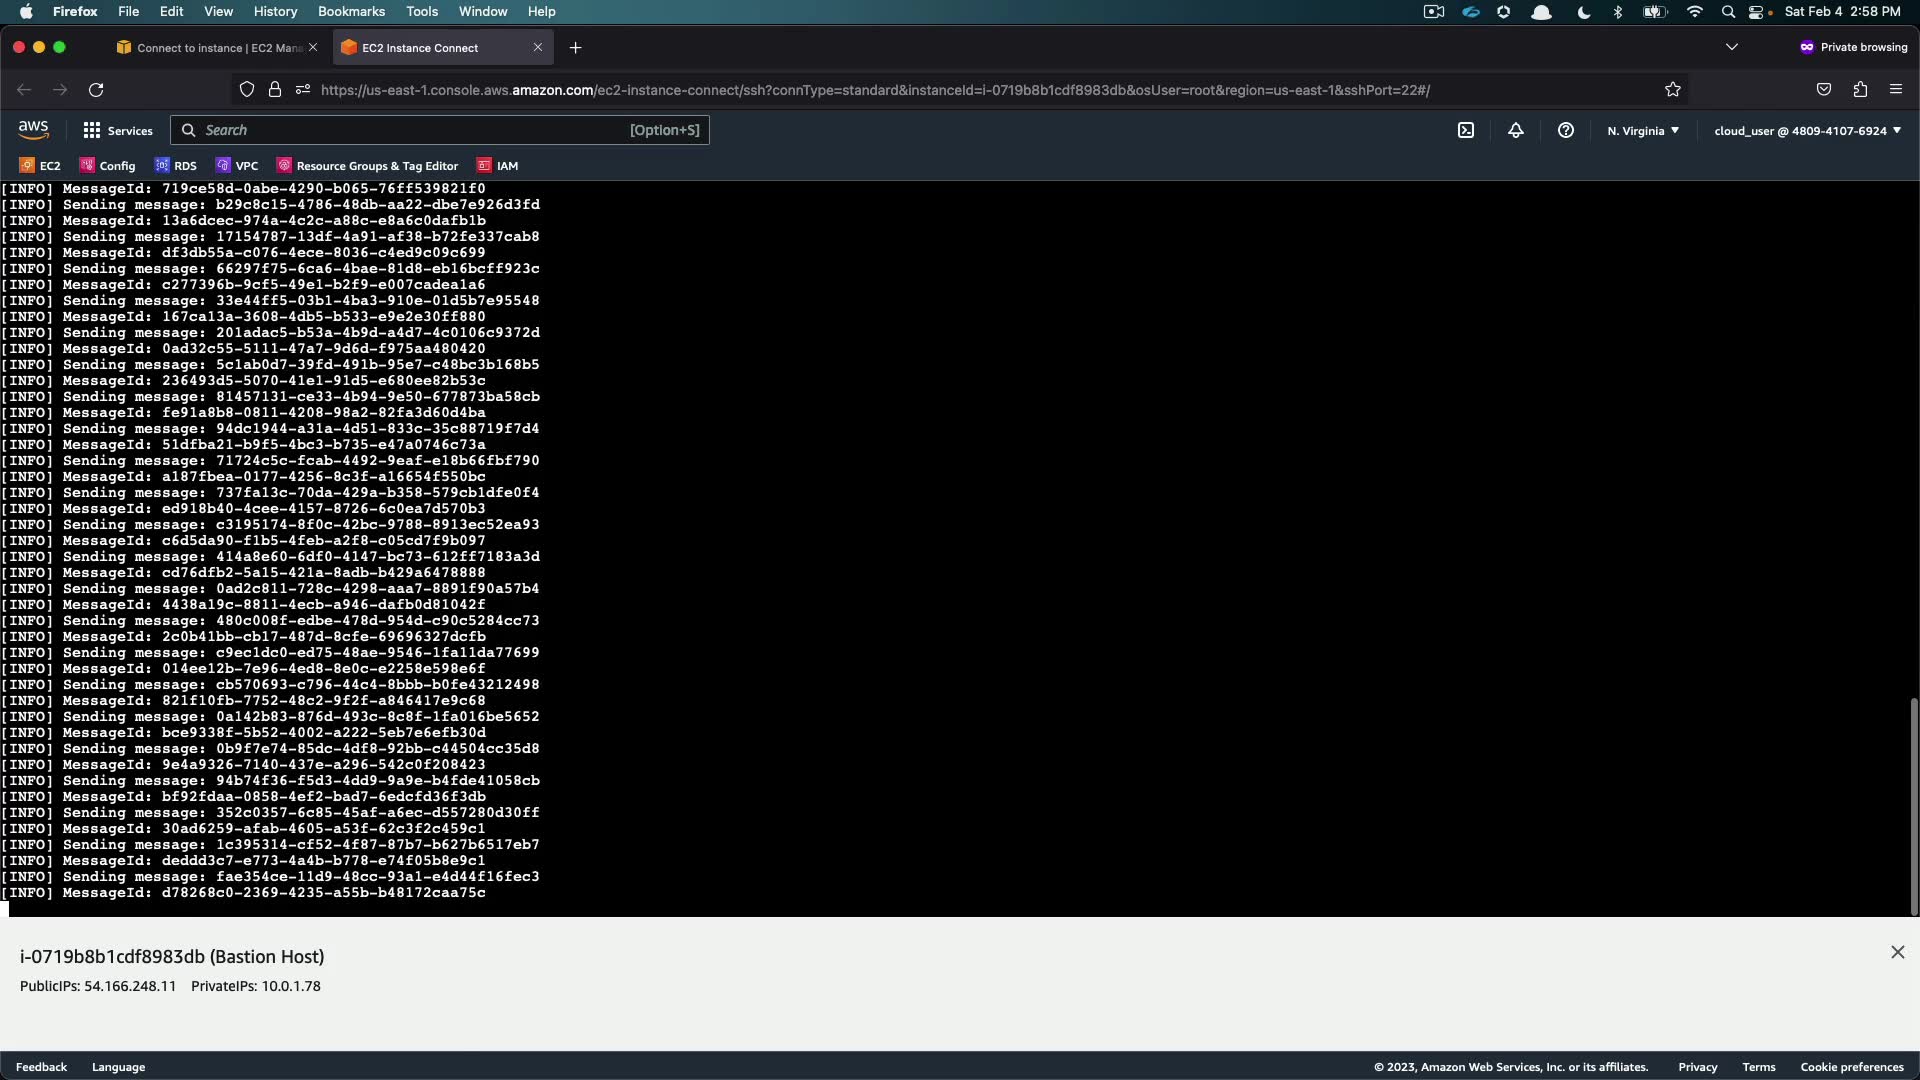 Firefox File Edit View History Bookmarks Tools Window Help Sat Feb 4 2:58 PM
Connect to instance | EC2 Mana EC2 Instance Connect Private browsing
https://us-east-1.console.aws.amazon.com/ec2-instance-connect/ssh?connType=standard&instanceId=i-0719b8b1cdf8983db&osUser=root&region=us-east-1&sshPort=22#/
aws Services Search [Option+S] N. Virginia cloud_user @ 4809-4107-6924
EC2 Config RDS VPC Resource Groups & Tag Editor IAM
[INFO] MessageId: 719ce58d-0abe-4290-b065-76ff539821f0
[INFO] Sending message: b29c8c15-4786-48db-aa22-dbe7e926d3fd
[INFO] MessageId: 13a6dcec-974a-4c2c-a88c-e8a6c0dafb1b
[INFO] Sending message: 17154787-13df-4a91-af38-b72fe337cab8
[INFO] MessageId: df3db55a-c076-4ece-8036-c4ed9c09c699
[INFO] Sending message: 66297f75-6ca6-4bae-81d8-eb16bcff923c
[INFO] MessageId: c277396b-9cf5-49e1-b2f9-e007cadea1a6
[INFO] Sending message: 33e44ff5-03b1-4ba3-910e-01d5b7e95548
[INFO] MessageId: 167ca13a-3608-4db5-b533-e9e2e30ff880
[INFO] Sending message: 201adac5-b53a-4b9d-a4d7-4c0106c9372d
[INFO] MessageId: 0ad32c55-5111-47a7-9d6d-f975aa480420
[INFO] Sending message: 5c1ab0d7-39fd-491b-95e7-c48bc3b168b5
[INFO] MessageId: 236493d5-5070-41e1-91d5-e680ee82b53c
[INFO] Sending message: 81457131-ce33-4b94-9e50-677873ba58cb
[INFO] MessageId: fe91a8b8-0811-4208-98a2-82fa3d60d4ba
[INFO] Sending message: 94dc1944-a31a-4d51-833c-35c88719f7d4
[INFO] MessageId: 51dfba21-b9f5-4bc3-b735-e47a0746c73a
[INFO] Sending message: 71724c5c-fcab-4492-9eaf-e18b66fbf790
[INFO] MessageId: a187fbea-0177-4256-8c3f-a16654f550bc
[INFO] Sending message: 737fa13c-70da-429a-b358-579cb1dfe0f4
[INFO] MessageId: ed918b40-4cee-4157-8726-6c0ea7d570b3
[INFO] Sending message: c3195174-8f0c-42bc-9788-8913ec52ea93
[INFO] MessageId: c6d5da90-f1b5-4feb-a2f8-c05cd7f9b097
[INFO] Sending message: 414a8e60-6df0-4147-bc73-612ff7183a3d
[INFO] MessageId: cd76dfb2-5a15-421a-8adb-b429a6478888
[INFO] Sending message: 0ad2c811-728c-4298-aaa7-8891f90a57b4
[INFO] MessageId: 4438a19c-8811-4ecb-a946-dafb0d81042f
[INFO] Sending message: 480c008f-edbe-478d-954d-c90c5284cc73
[INFO] MessageId: 2c0b41bb-cb17-487d-8cfe-69696327dcfb
[INFO] Sending message: c9ec1dc0-ed75-48ae-9546-1fa11da77699
[INFO] MessageId: 014ee12b-7e96-4ed8-8e0c-e2258e598e6f
[INFO] Sending message: cb570693-c796-44c4-8bbb-b0fe43212498
[INFO] MessageId: 821f10fb-7752-48c2-9f2f-a846417e9c68
[INFO] Sending message: 0a142b83-876d-493c-8c8f-1fa016be5652
[INFO] MessageId: bce9338f-5b52-4002-a222-5eb7e6efb30d
[INFO] Sending message: 0b9f7e74-85dc-4df8-92bb-c44504cc35d8
[INFO] MessageId: 9e4a9326-7140-437e-a296-542c0f208423
[INFO] Sending message: 94b74f36-f5d3-4dd9-9a9e-b4fde41058cb
[INFO] MessageId: bf92fdaa-0858-4ef2-bad7-6edcfd36f3db
[INFO] Sending message: 352c0357-6c85-45af-a6ec-d557280d30ff
[INFO] MessageId: 30ad6259-afab-4605-a53f-62c3f2c459c1
[INFO] Sending message: 1c395314-cf52-4f87-87b7-b627b6517eb7
[INFO] MessageId: deddd3c7-e773-4a4b-b778-e74f05b8e9c1
[INFO] Sending message: fae354ce-11d9-48cc-93a1-e4d44f16fec3
[INFO] MessageId: d78268c0-2369-4235-a55b-b48172caa75c
i-0719b8b1cdf8983db (Bastion Host)
PublicIPs: 54.166.248.11 PrivateIPs: 10.0.1.78
Feedback Language © 2023, Amazon Web Services, Inc. or its affiliates. Privacy Terms Cookie preferences